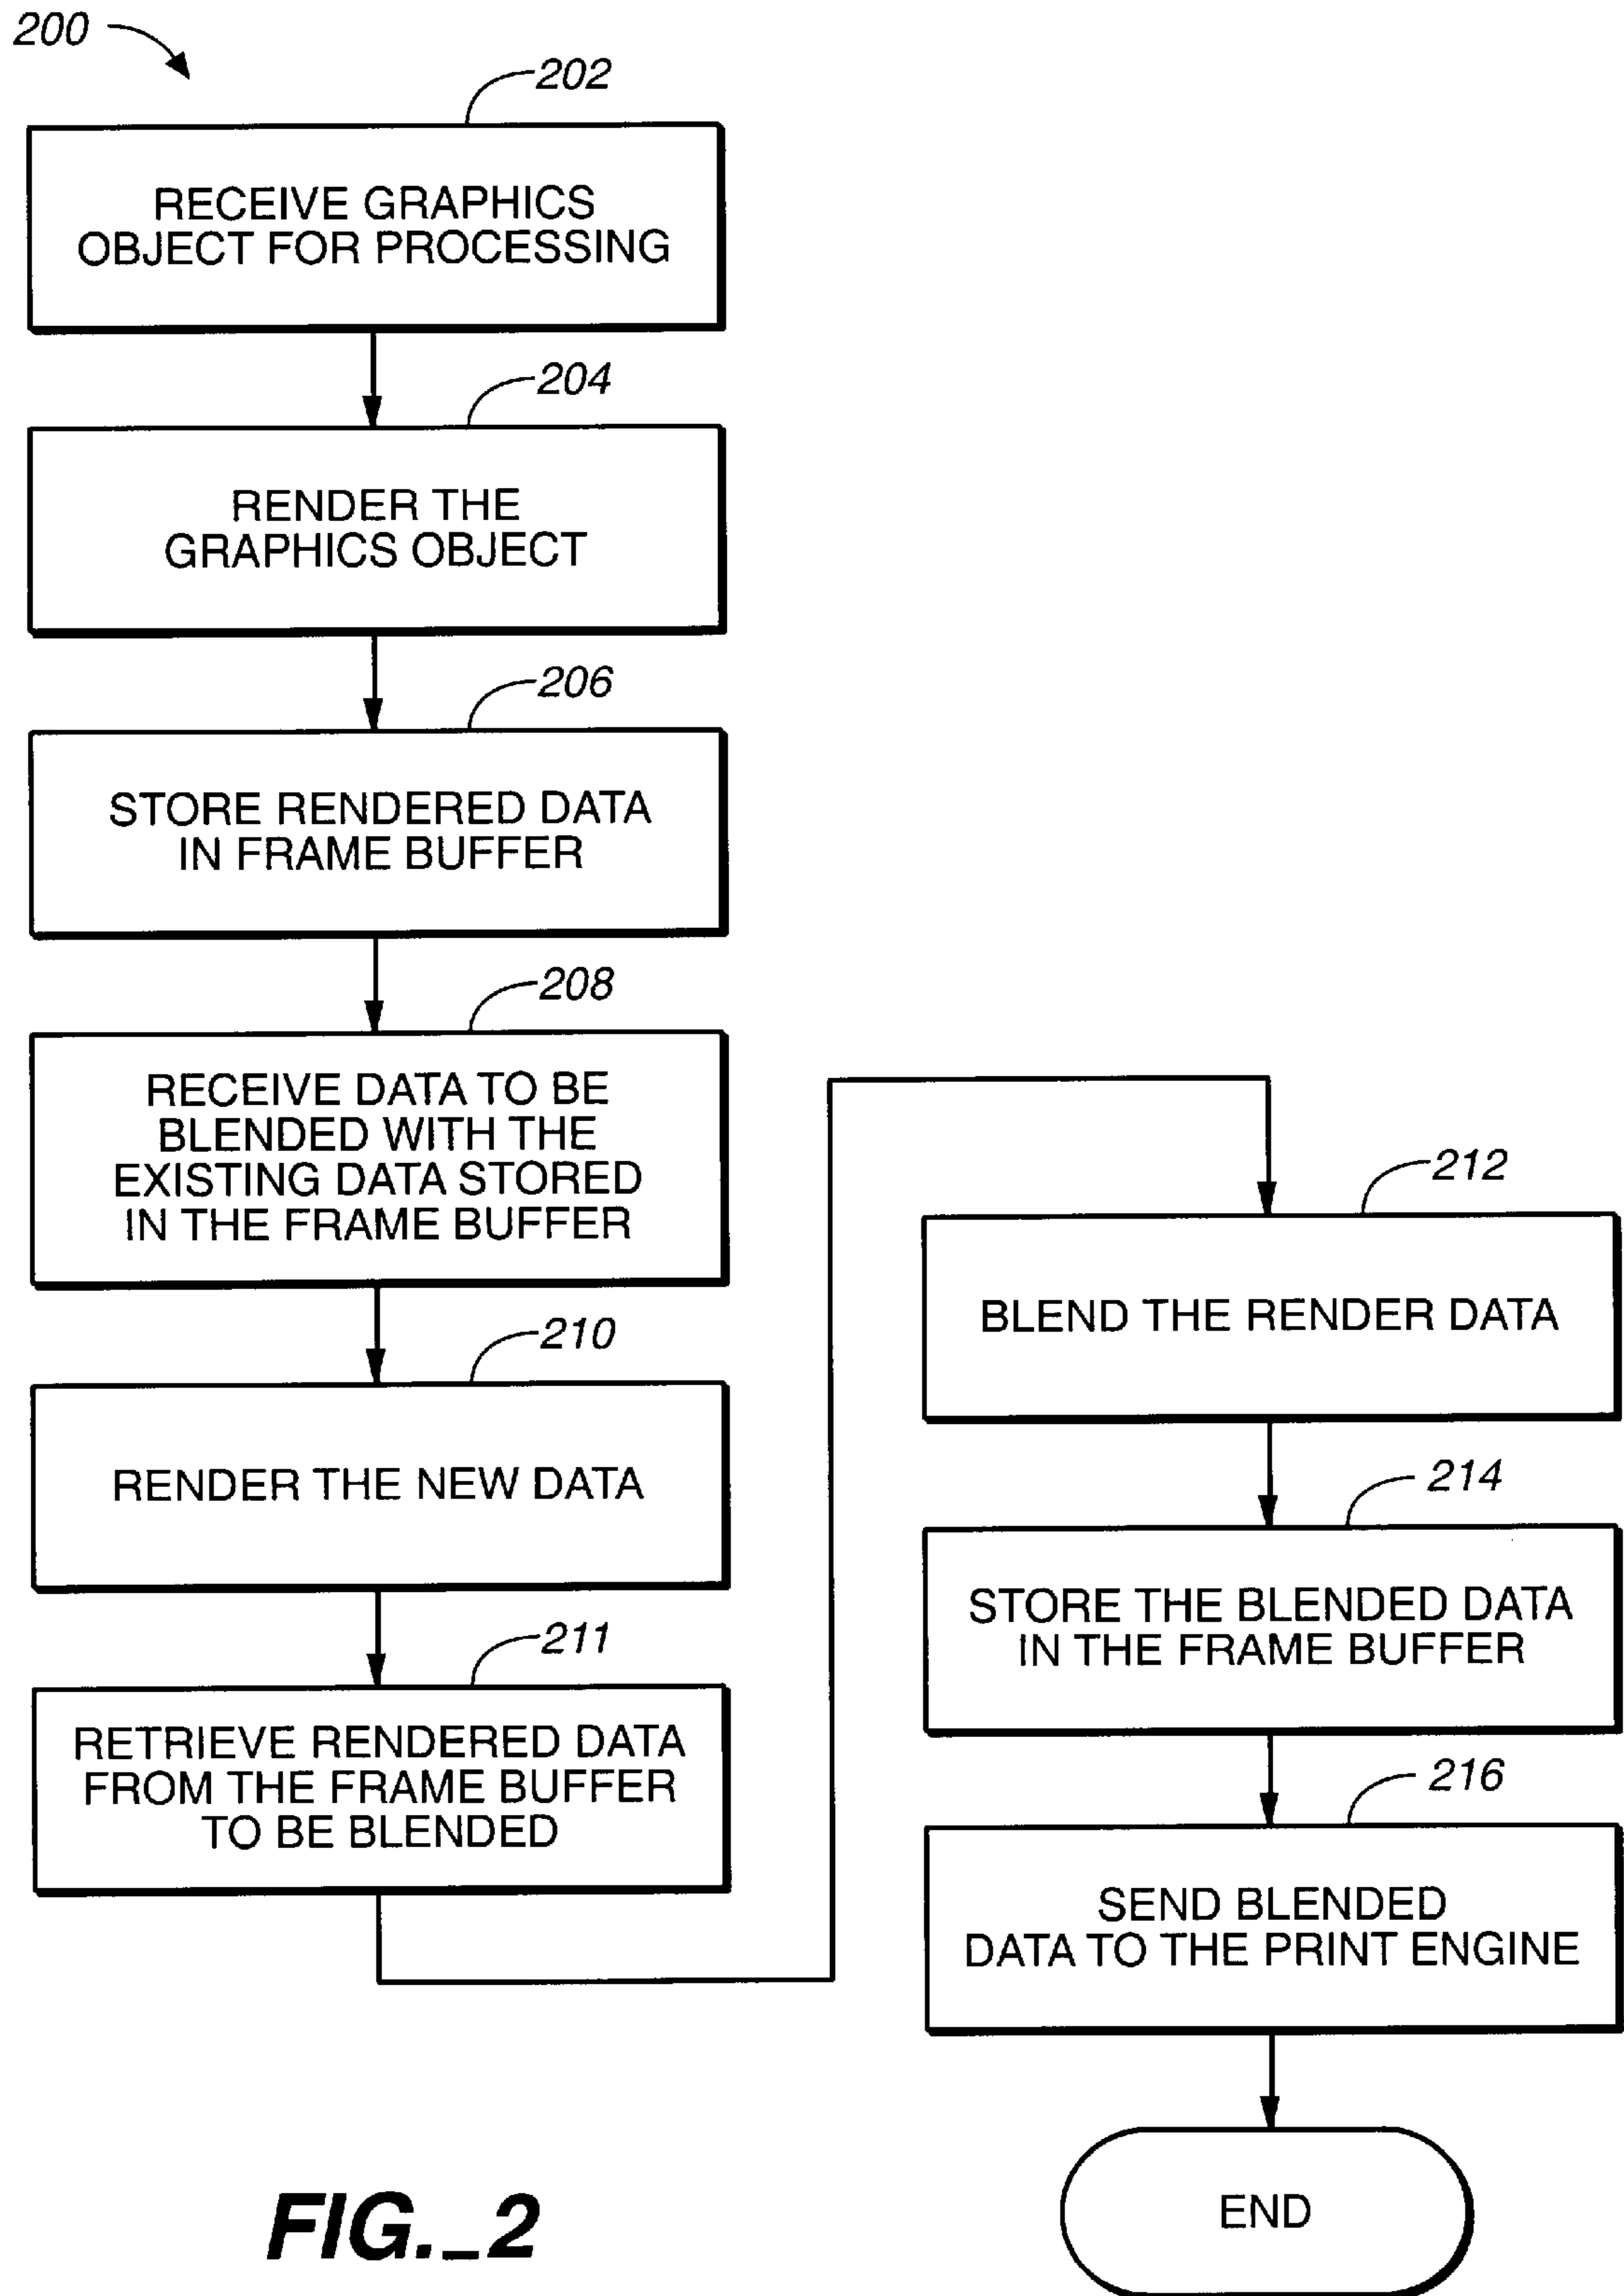 200
202
RECEIVE GRAPHICS
OBJECT FOR PROCESSING
204
RENDER THE
GRAPHICS OBJECT
206
STORE RENDERED DATA
IN FRAME BUFFER
208
RECEIVE DATA TO BE
BLENDED WITH THE
EXISTING DATA STORED
IN THE FRAME BUFFER
210
RENDER THE NEW DATA
211
RETRIEVE RENDERED DATA
FROM THE FRAME BUFFER
TO BE BLENDED
212
BLEND THE RENDER DATA
214
STORE THE BLENDED DATA
IN THE FRAME BUFFER
216
SEND BLENDED
DATA TO THE PRINT ENGINE
END
FIG._2